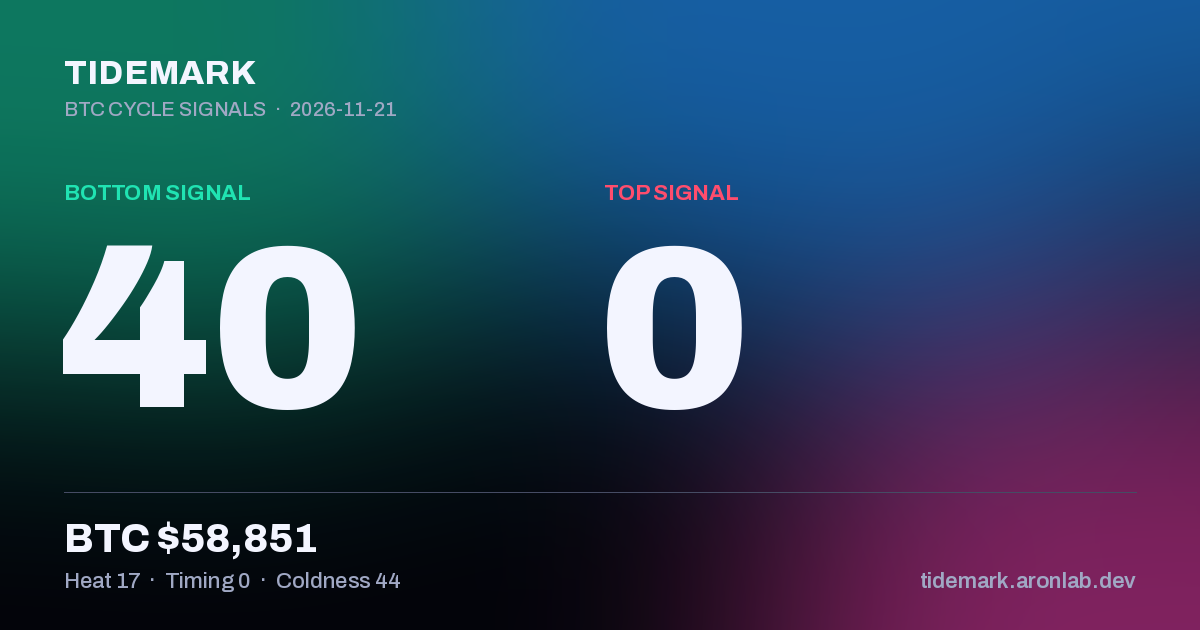 TIDEMARK
BTC CYCLE SIGNALS · 2026-11-21
BOTTOM SIGNAL
TOP SIGNAL
40
0
BTC $58,851
Heat 17 · Timing 0 · Coldness 44
tidemark.aronlab.dev